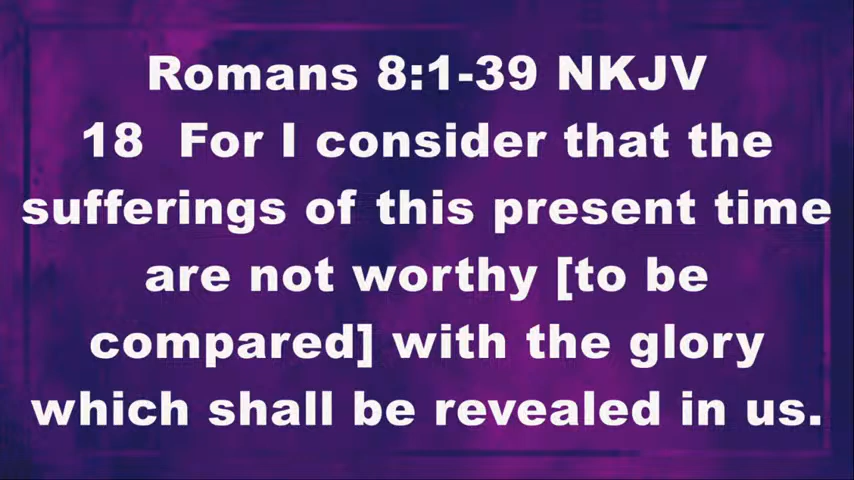 Romans 8:1-39 NKJV
18 For I consider that the
sufferings of this present time
are not worthy [to be
compared] with the glory
which shall be revealed in us.